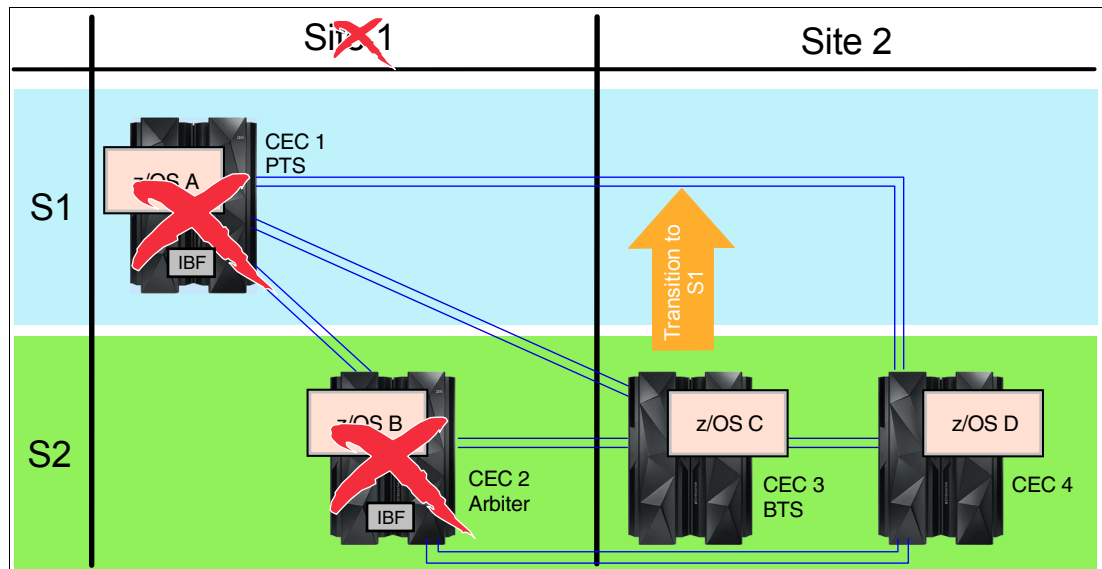 Site 1
Site 2
S1
z/OS A
CEC 1
PTS
IBF
Transition to
S1
S2
z/OS B
CEC 2
Arbiter
IBF
z/OS C
CEC 3
BTS
z/OS D
CEC 4